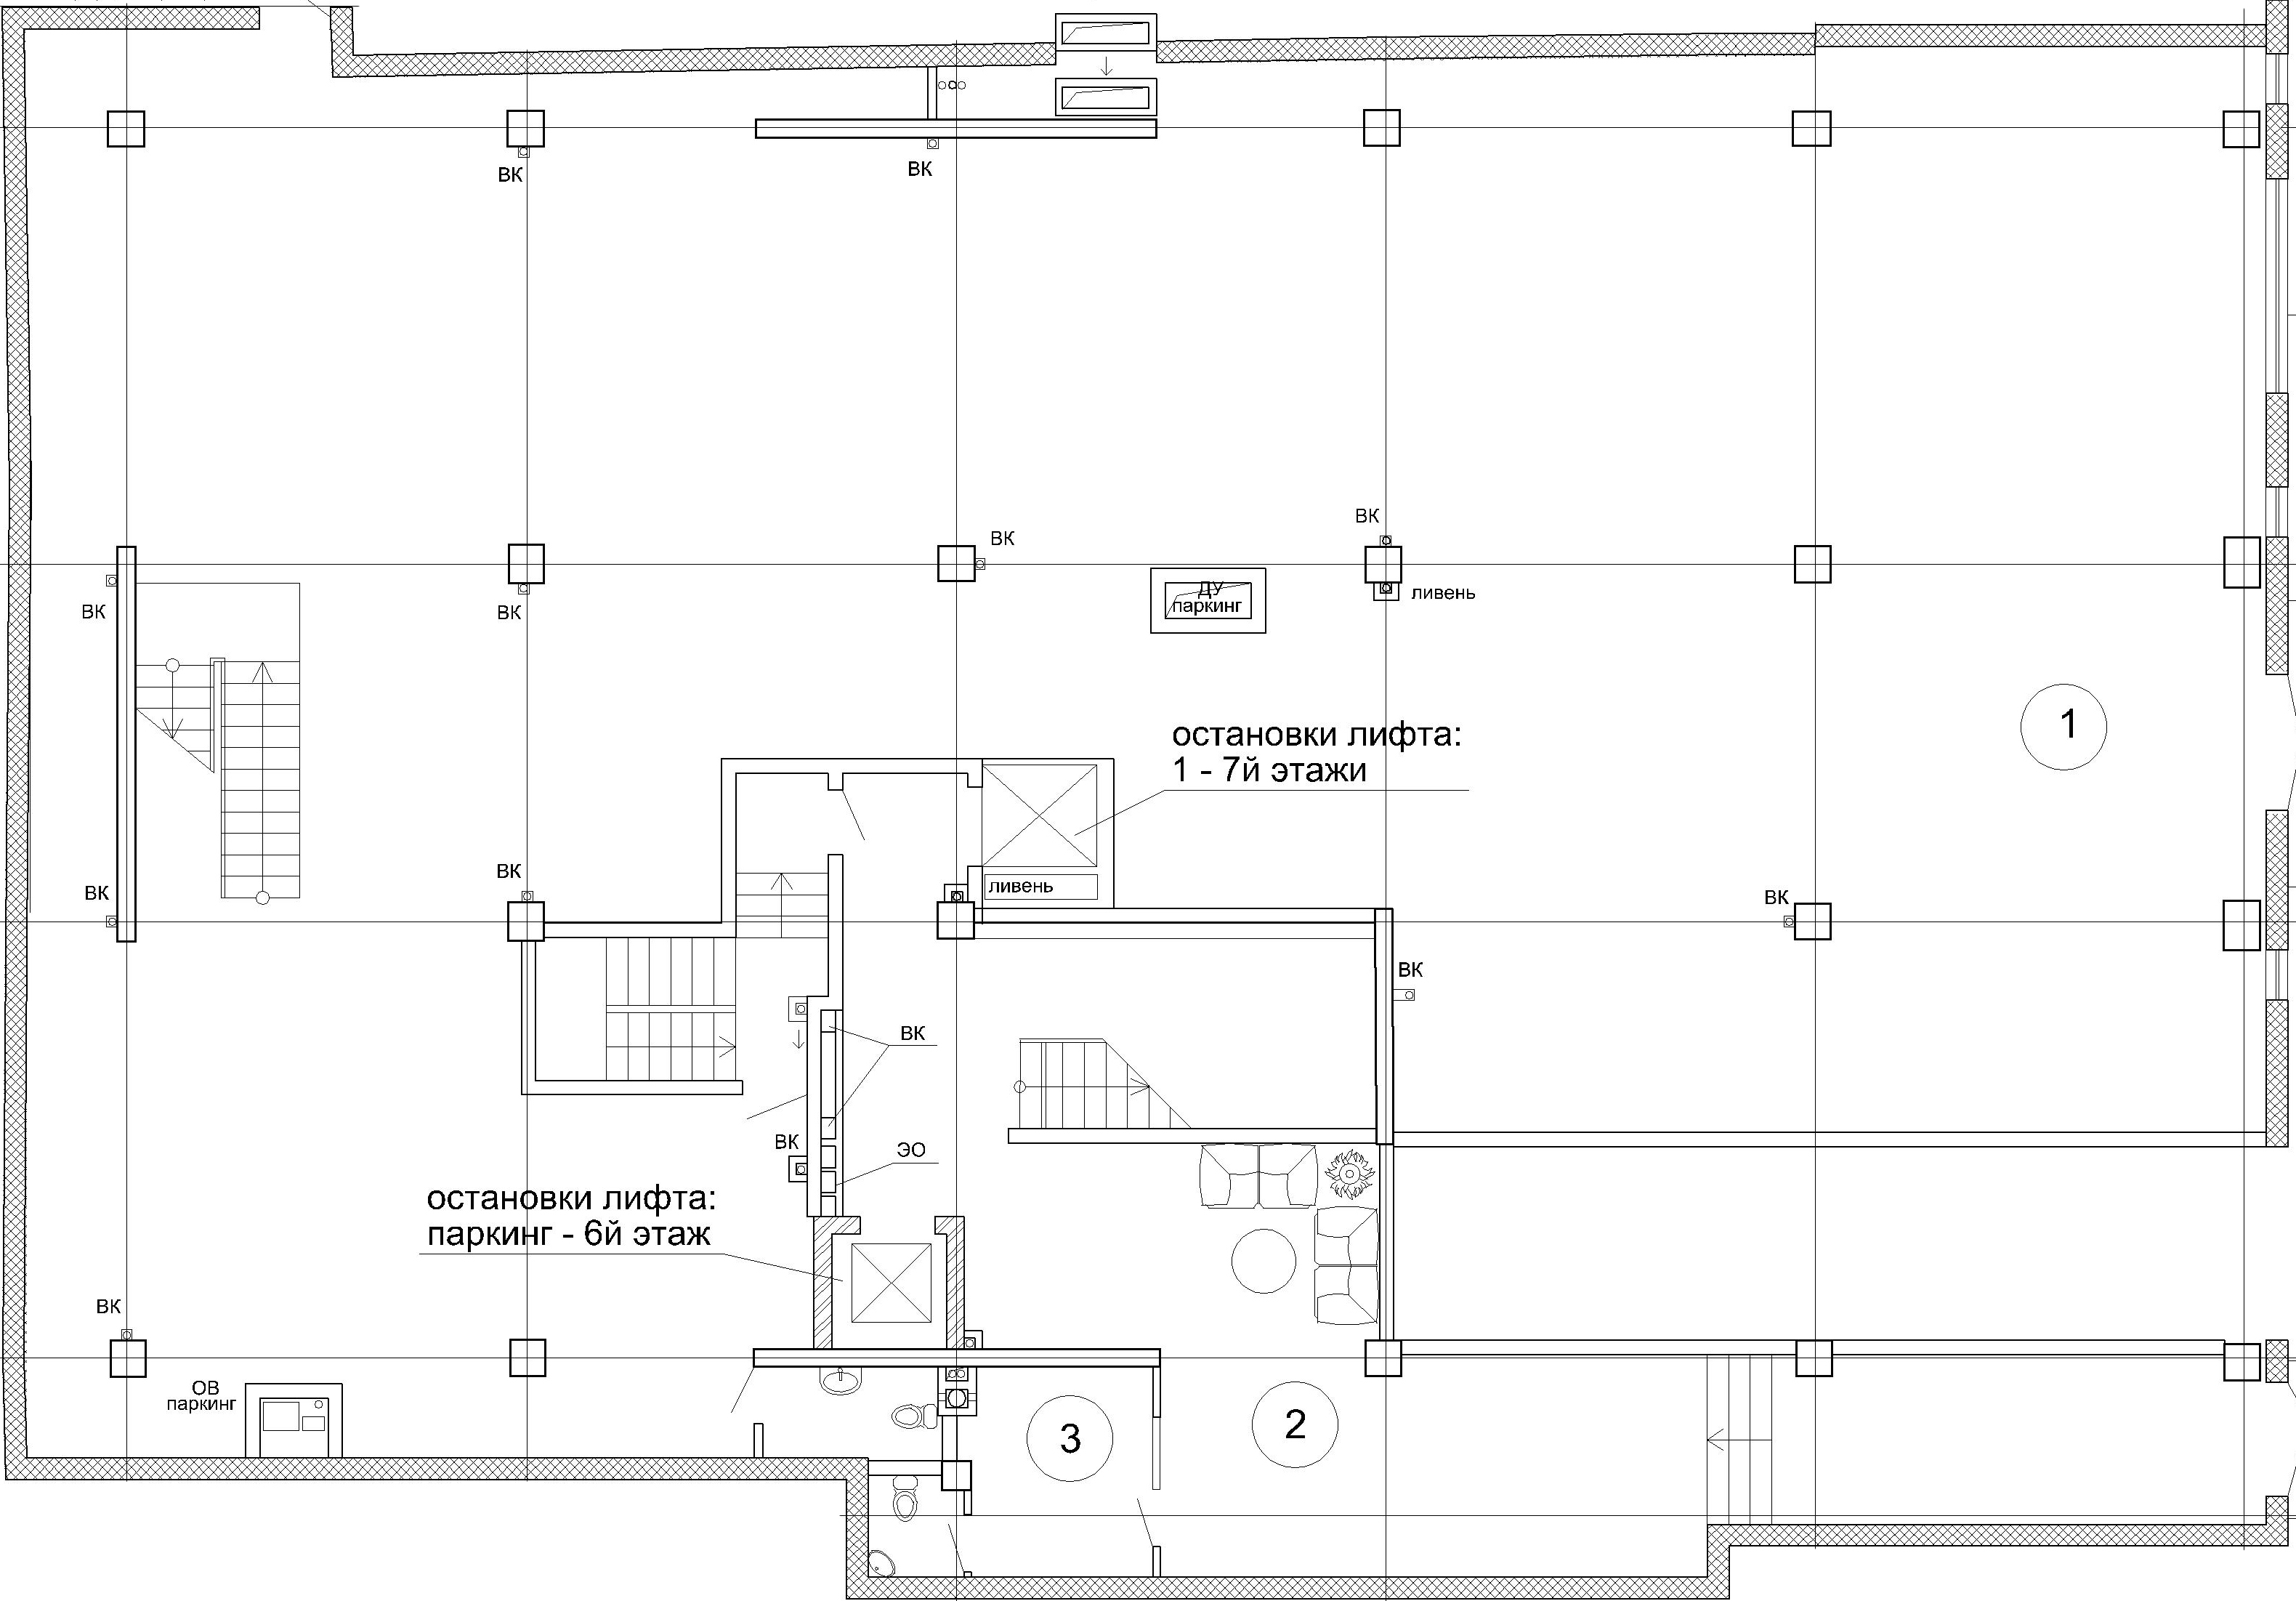 ВК
ВК
ВК
ВК
ДУ
паркинг
ливень
ВК
ВК
остановки лифта:
1 - 7й этажи
1
ВК
ВК
ливень
ВК
ВК
ВК
ВК
ЭО
остановки лифта:
паркинг - 6й этаж
ВК
ОВ
паркинг
3
2